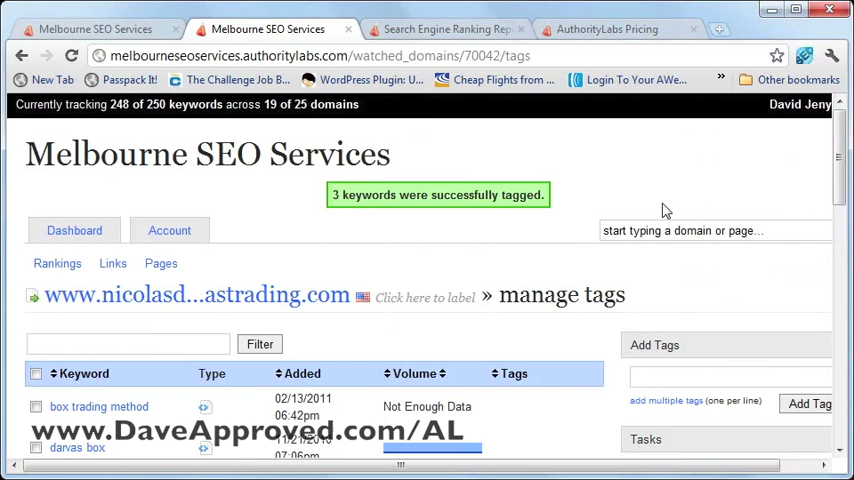 Melbourne SEO Services
Melbourne SEO Services
Search Engine Ranking Rep
AuthorityLabs Pricing
melbourneseoservices.authoritylabs.com/watched_domains/70042/tags
New Tab
Passpack It!
The Challenge Job B...
WordPress Plugin: U...
Cheap Flights from ...
Login To Your AWe...
»
Other bookmarks
Currently tracking 248 of 250 keywords across 19 of 25 domains
David Jeny
Melbourne SEO Services
3 keywords were successfully tagged.
Dashboard
Account
start typing a domain or page...
Rankings
Links
Pages
www.nicolasd...astrading.com Click here to label » manage tags
Filter
Add Tags
Keyword
Type
Added
Volume
Tags
add multiple tags (one per line)
Add Tag
box trading method
02/13/2011
06:42pm
Not Enough Data
www.DaveApproved.com/AL
Tasks
darvas box
07:06pm